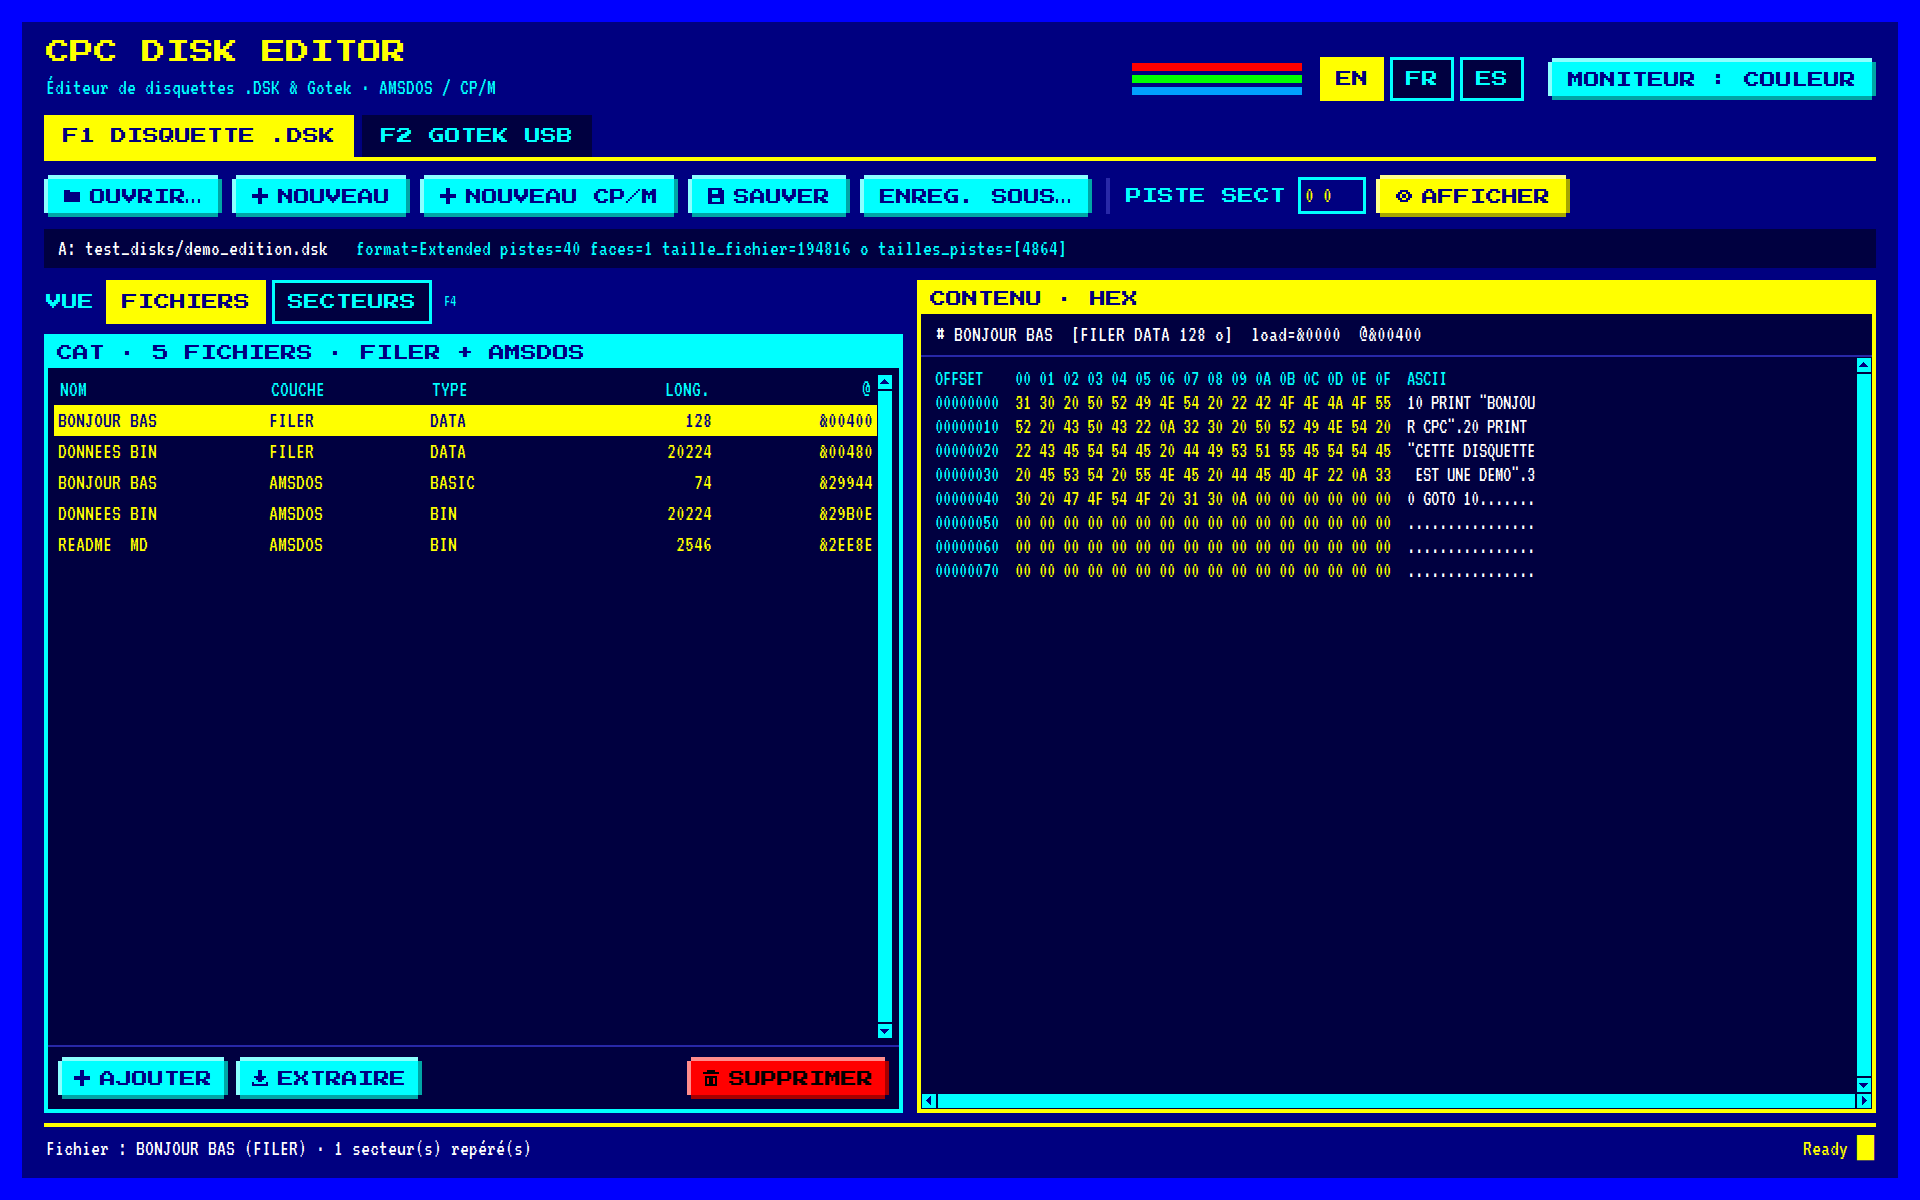 CPC DISK EDITOR
Éditeur de disquettes .DSK & Gotek · AMSDOS / CP/M
EN FR ES MONITEUR : COULEUR
F1 DISQUETTE .DSK F2 GOTEK USB
OUVRIR… NOUVEAU NOUVEAU CP/M SAUVER ENREG. SOUS… PISTE SECT 0 0 AFFICHER
A: test_disks/demo_edition.dsk format=Extended pistes=40 faces=1 taille_fichier=194816 o tailles_pistes=[4864]
VUE FICHIERS SECTEURS F4
CAT · 5 FICHIERS · FILER + AMSDOS
NOM COUCHE TYPE LONG. @
BONJOUR BAS FILER DATA 128 &00400
DONNEES BIN FILER DATA 20224 &00480
BONJOUR BAS AMSDOS BASIC 74 &29944
DONNEES BIN AMSDOS BIN 20224 &29B0E
README  MD AMSDOS BIN 2546 &2EE8E
AJOUTER EXTRAIRE SUPPRIMER
CONTENU · HEX
# BONJOUR BAS [FILER DATA 128 o] load=&0000 @&00400
OFFSET 00 01 02 03 04 05 06 07 08 09 0A 0B 0C 0D 0E 0F ASCII
00000000 31 30 20 50 52 49 4E 54 20 22 42 4F 4E 4A 4F 55 10 PRINT "BONJOU
00000010 52 20 43 50 43 22 0A 32 30 20 50 52 49 4E 54 20 R CPC".20 PRINT
00000020 22 43 45 54 54 45 20 44 49 53 51 55 45 54 54 45 "CETTE DISQUETTE
00000030 20 45 53 54 20 55 4E 45 20 44 45 4D 4F 22 0A 33  EST UNE DEMO".3
00000040 30 20 47 4F 54 4F 20 31 30 0A 00 00 00 00 00 00 0 GOTO 10.......
00000050 00 00 00 00 00 00 00 00 00 00 00 00 00 00 00 00 ................
00000060 00 00 00 00 00 00 00 00 00 00 00 00 00 00 00 00 ................
00000070 00 00 00 00 00 00 00 00 00 00 00 00 00 00 00 00 ................
Fichier : BONJOUR BAS (FILER) · 1 secteur(s) repéré(s)
Ready